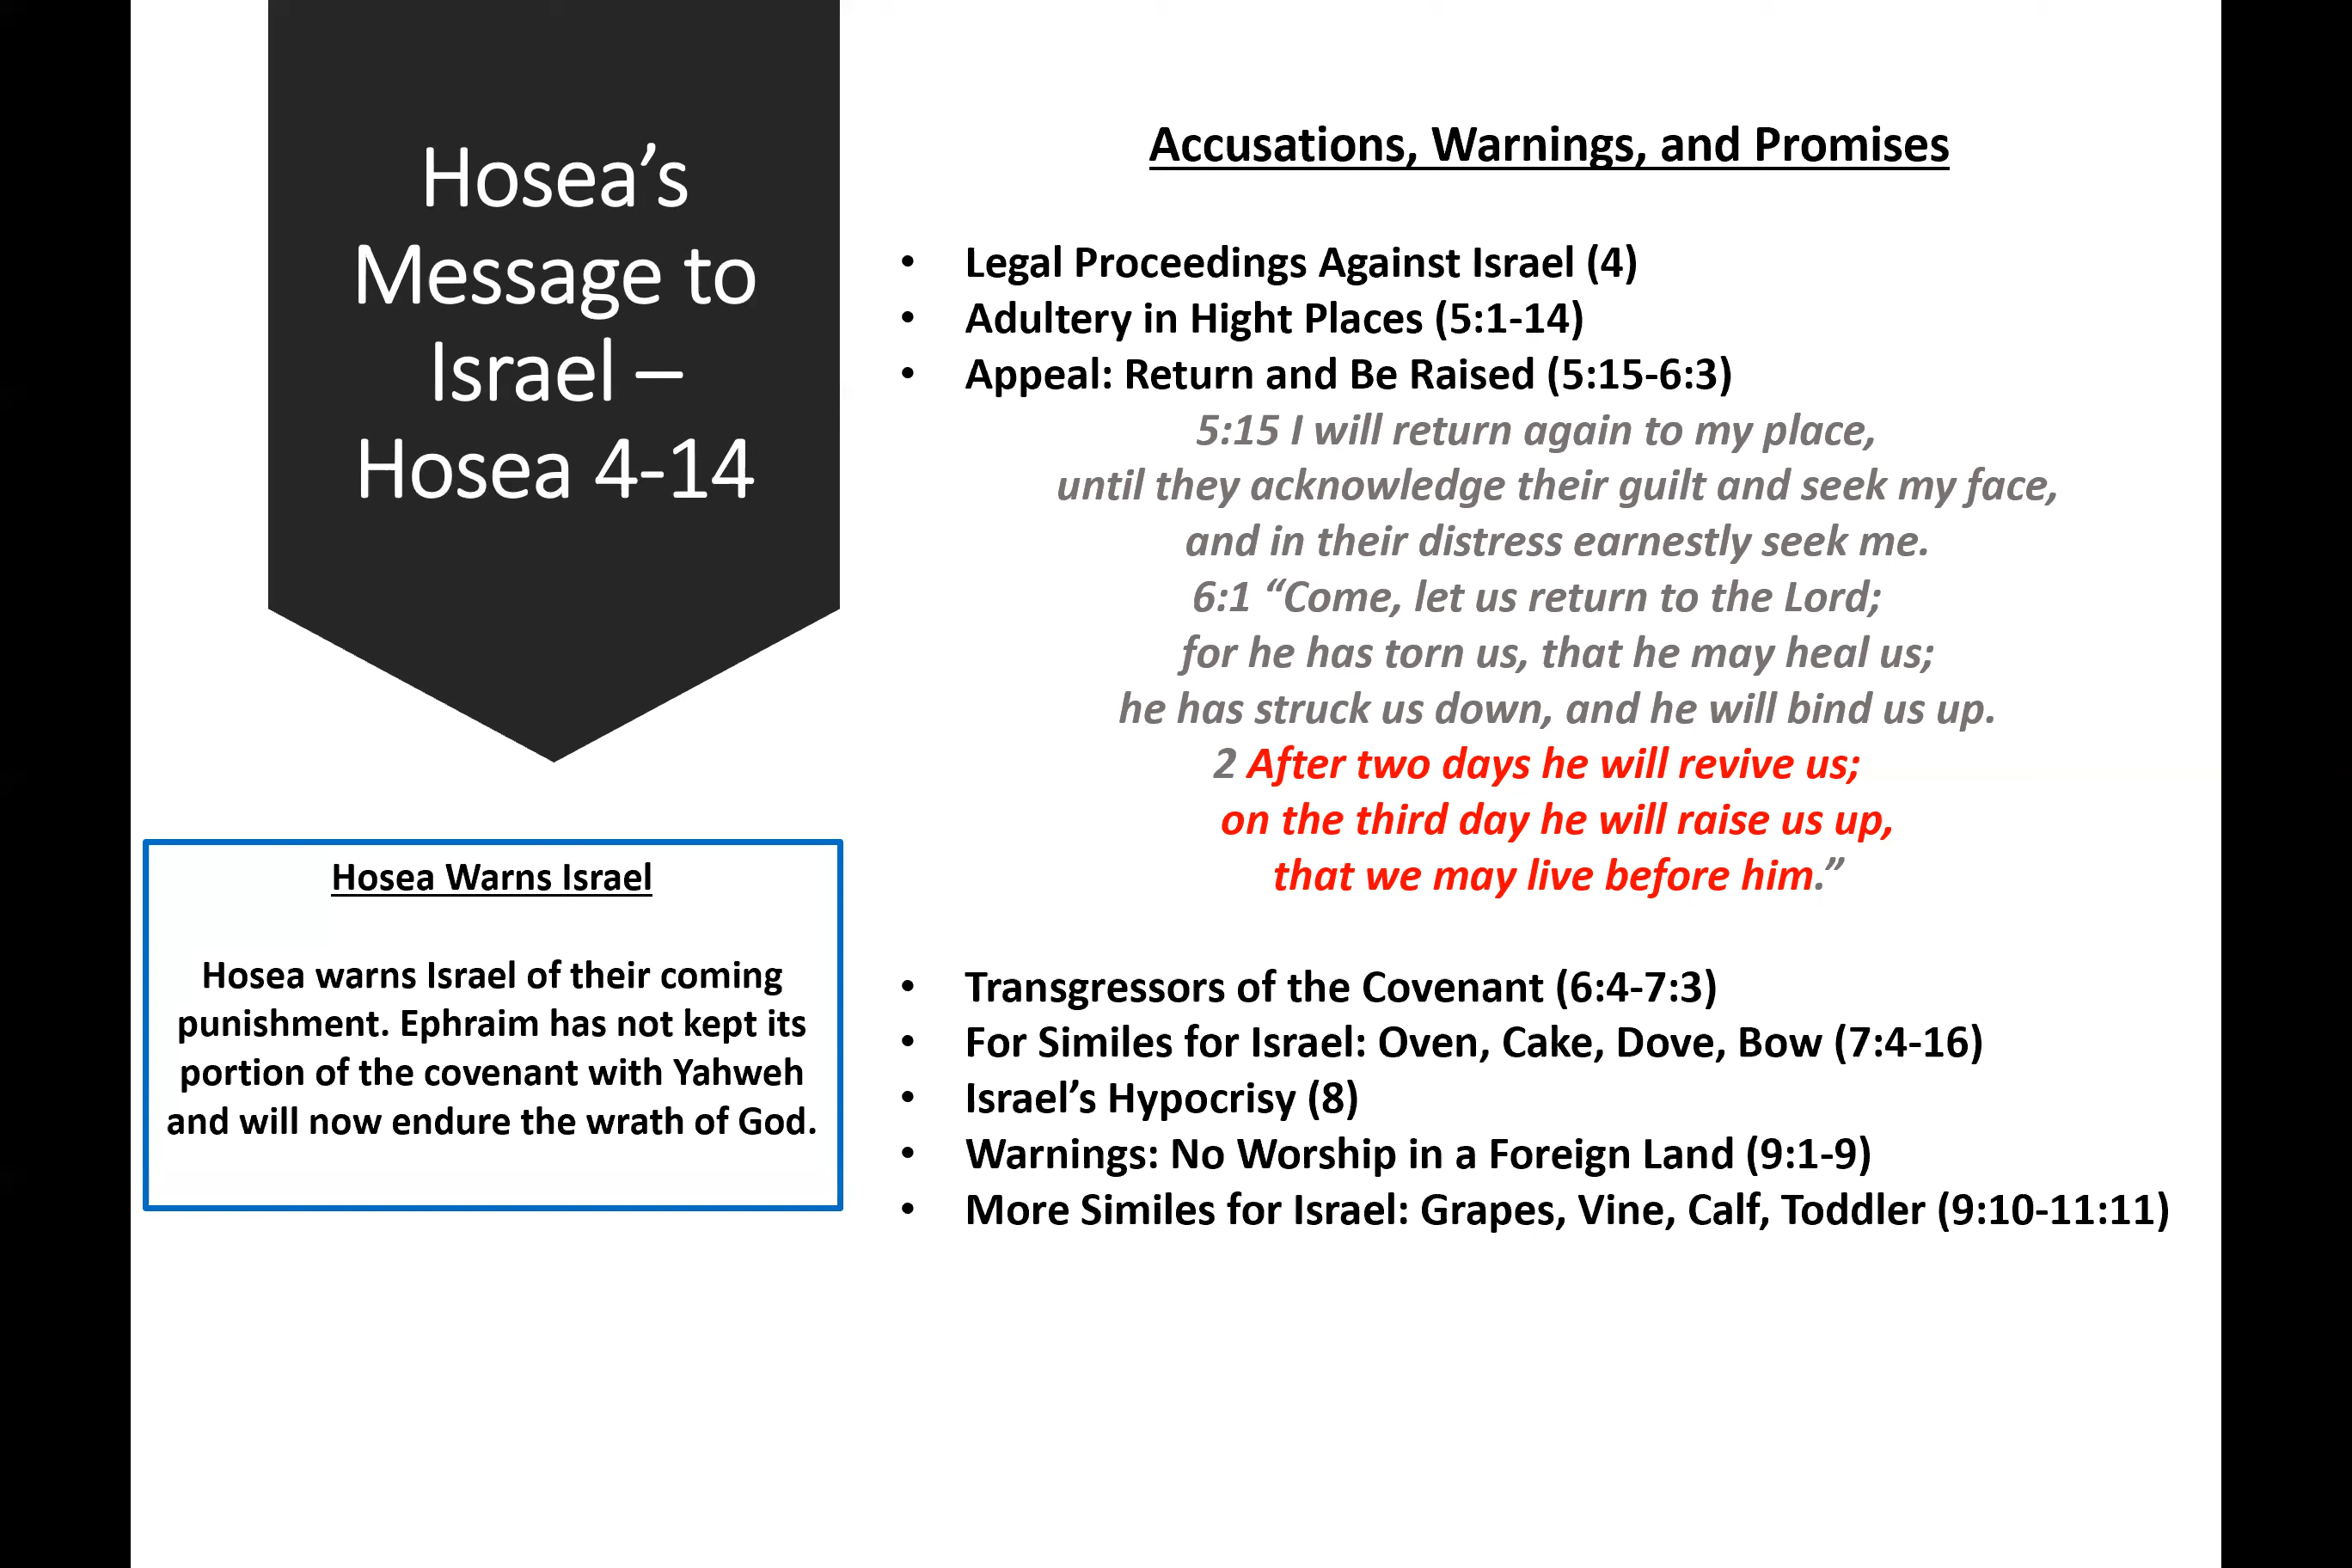 Hosea’s
Message to
Israel –
Hosea 4-14
Hosea Warns Israel
Hosea warns Israel of their coming
punishment. Ephraim has not kept its
portion of the covenant with Yahweh
and will now endure the wrath of God.
Accusations, Warnings, and Promises
• Legal Proceedings Against Israel (4)
• Adultery in Hight Places (5:1-14)
• Appeal: Return and Be Raised (5:15-6:3)
5:15 I will return again to my place,
until they acknowledge their guilt and seek my face,
and in their distress earnestly seek me.
6:1 “Come, let us return to the Lord;
for he has torn us, that he may heal us;
he has struck us down, and he will bind us up.
2 After two days he will revive us;
on the third day he will raise us up,
that we may live before him.”
• Transgressors of the Covenant (6:4-7:3)
• For Similes for Israel: Oven, Cake, Dove, Bow (7:4-16)
• Israel’s Hypocrisy (8)
• Warnings: No Worship in a Foreign Land (9:1-9)
• More Similes for Israel: Grapes, Vine, Calf, Toddler (9:10-11:11)